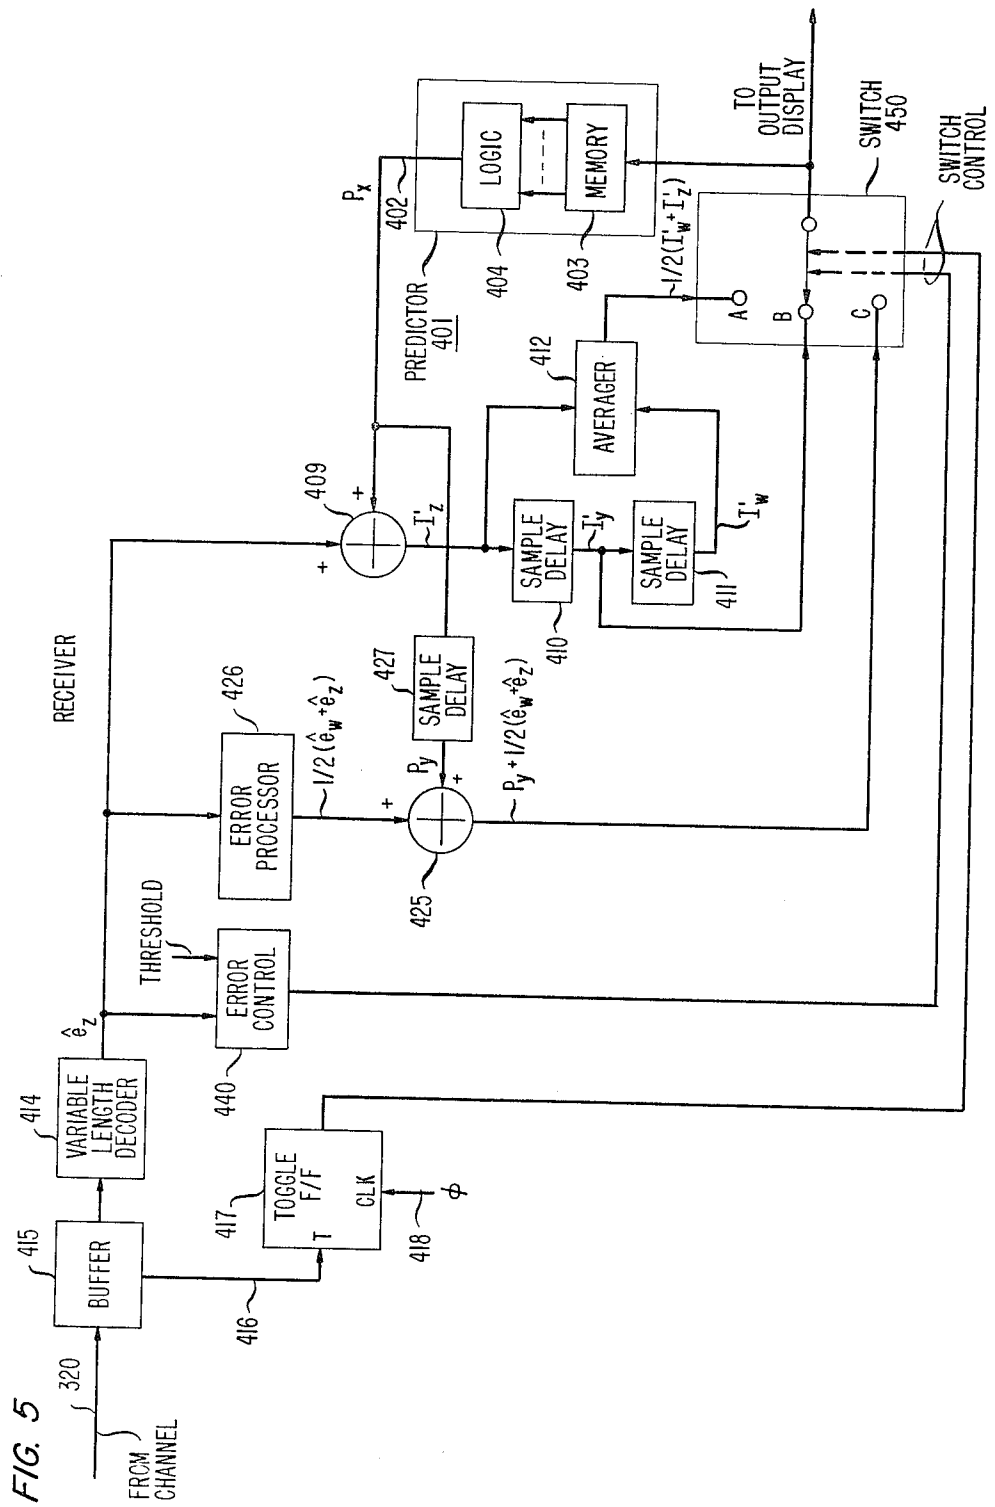 FIG. 5
RECEIVER
FROM
CHANNEL
320
BUFFER
415
416
VARIABLE
LENGTH
DECODER
414
ê_z
TOGGLE
F/F
T
CLK
417
418
ϕ
THRESHOLD
ERROR
CONTROL
440
ERROR
PROCESSOR
426
1/2(ê_w+ê_z)
+
+
425
P_y
P_y+1/2(ê_w+ê_z)
SAMPLE
DELAY
427
+
+
409
I'_z
SAMPLE
DELAY
410
I'_y
SAMPLE
DELAY
411
I'_w
AVERAGER
412
1/2(I'_w+I'_z)
PREDICTOR
401
P_x
402
LOGIC
404
MEMORY
403
A
B
C
TO
OUTPUT
DISPLAY
SWITCH
450
SWITCH
CONTROL